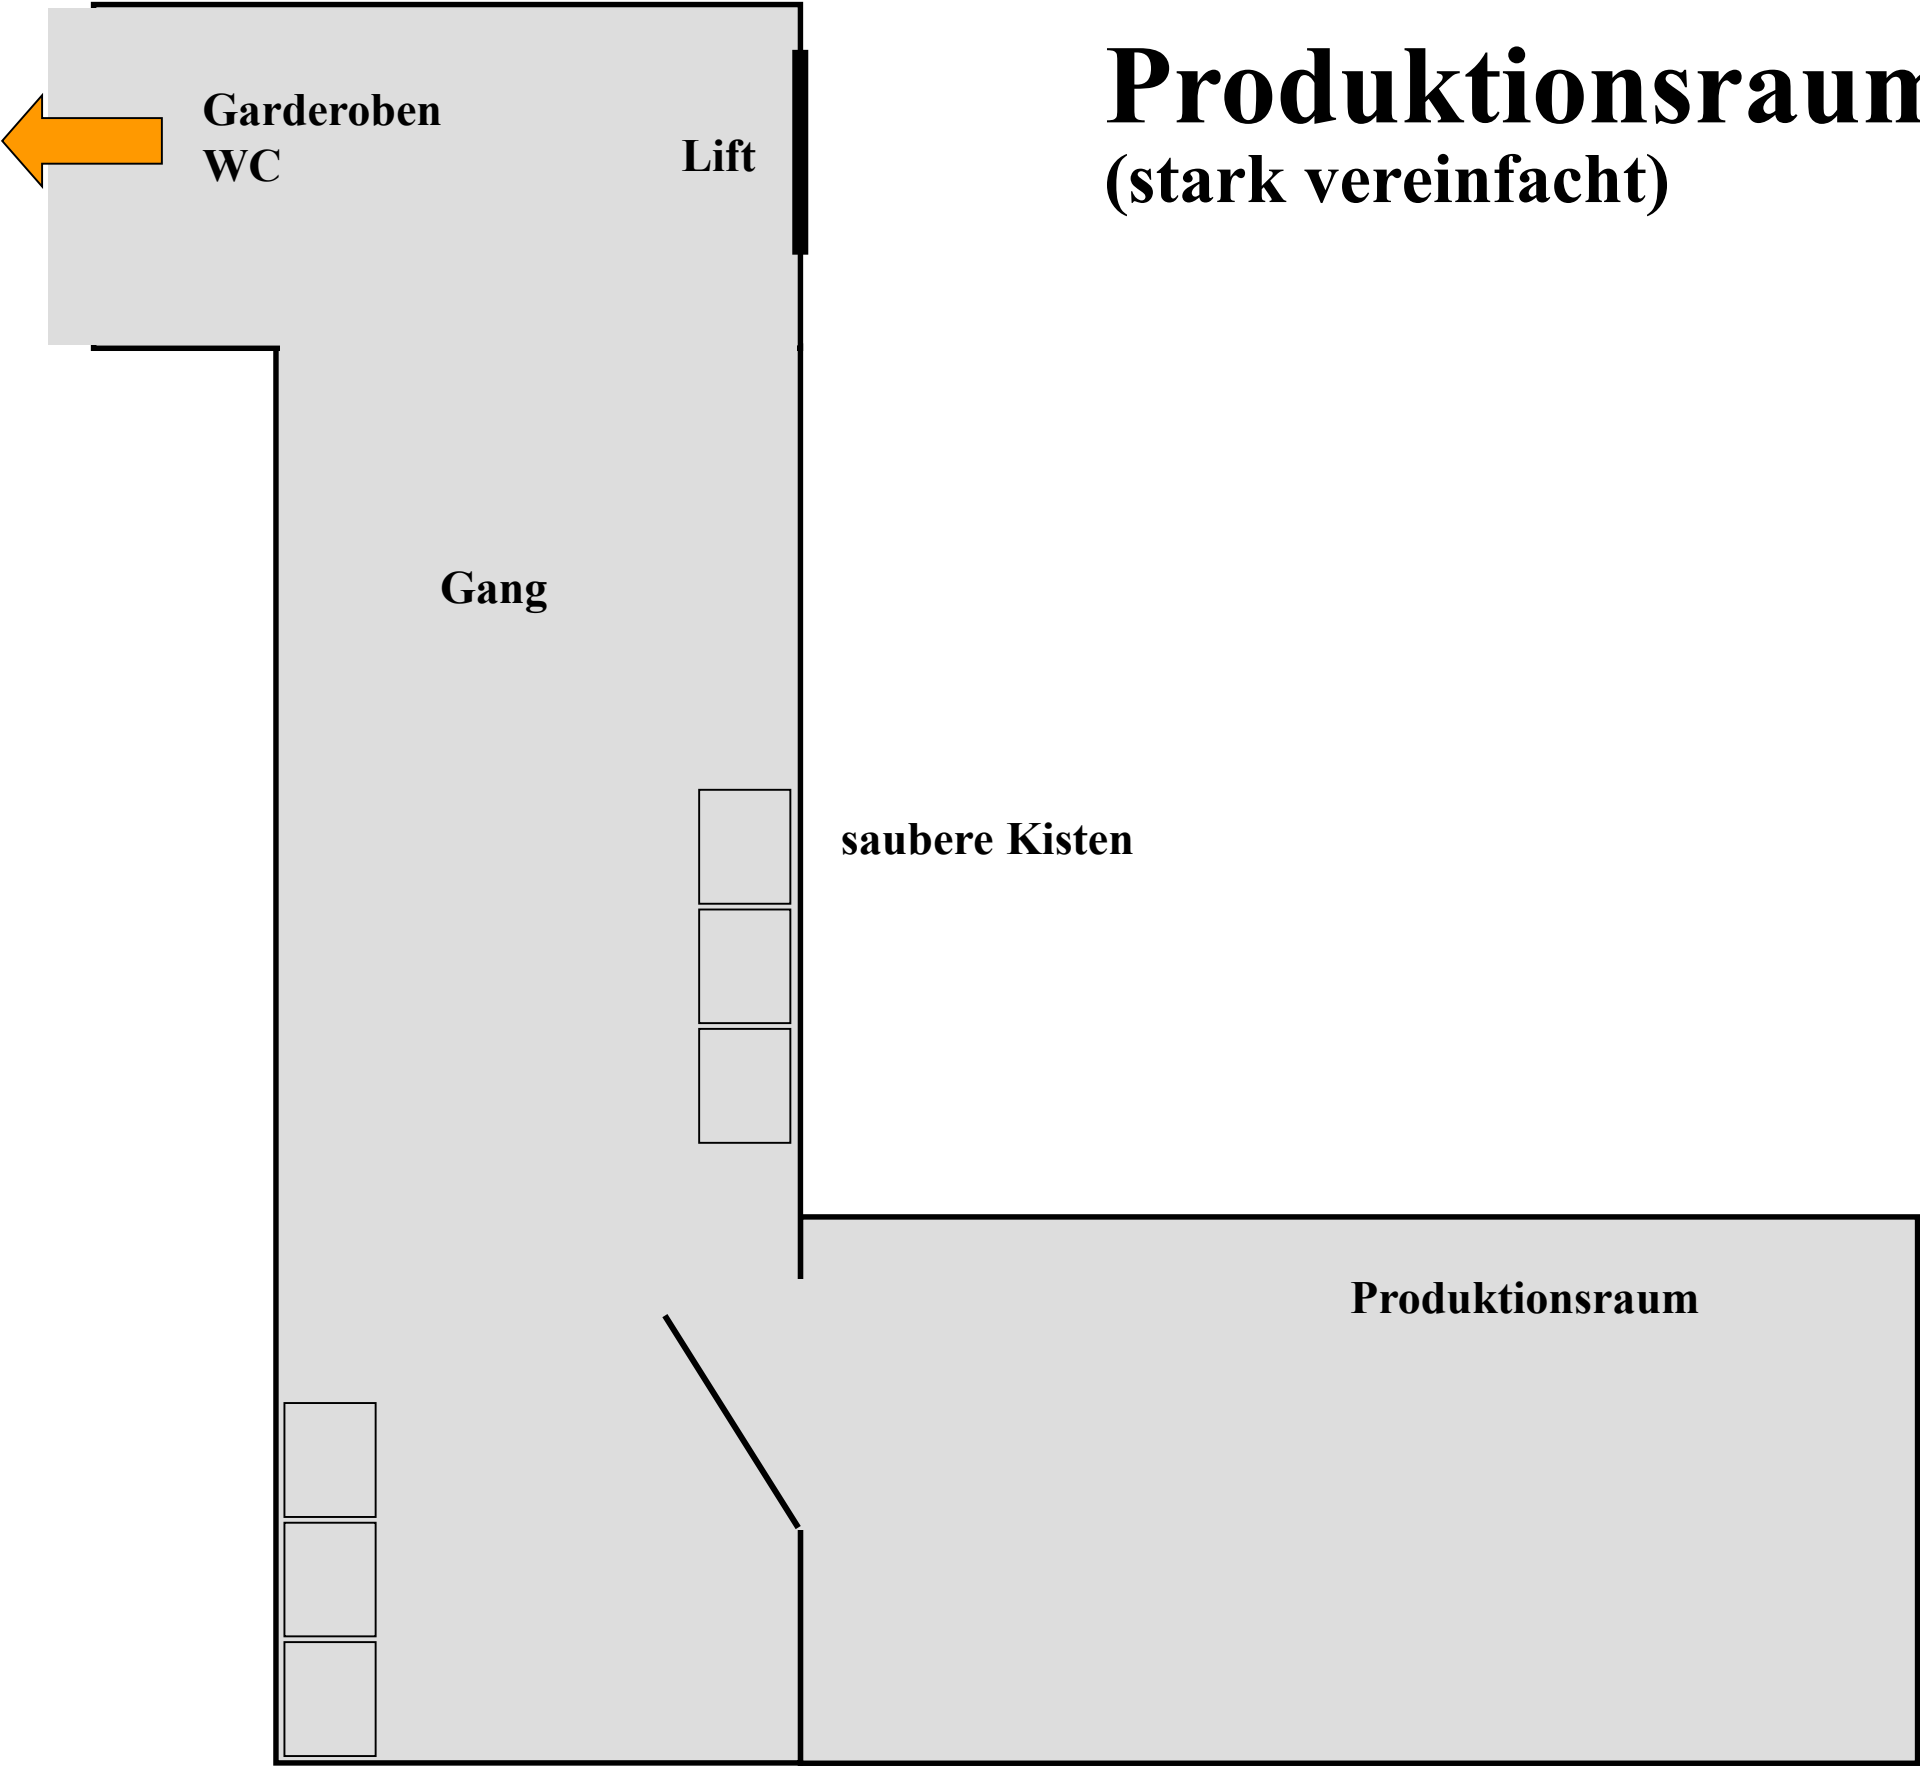 Produktionsraum
(stark vereinfacht)
Garderoben
WC
Lift
Gang
saubere Kisten
Produktionsraum